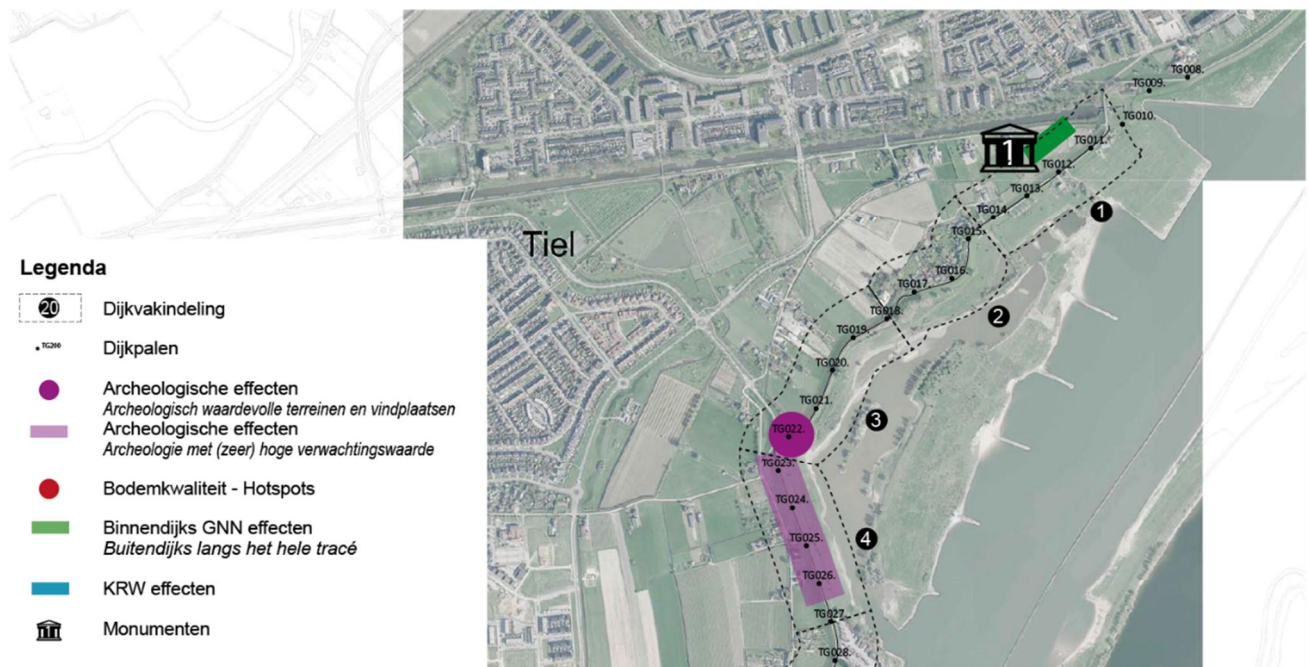 Legenda
20
Dijkvakindeling
TG200
Dijkpalen
Archeologische effecten
Archeologisch waardevolle terreinen en vindplaatsen
Archeologische effecten
Archeologie met (zeer) hoge verwachtingswaarde
Bodemkwaliteit - Hotspots
Binnendijks GNN effecten
Buitendijks langs het hele tracé
KRW effecten
Monumenten
Tiel
TG008.
TG009.
TG010.
TG011.
1
TG012.
TG013.
1
TG014.
TG015.
TG016.
TG017.
2
TG018.
TG019.
TG020.
TG021.
3
TG022.
TG023.
TG024.
4
TG025.
TG026.
TG027.
TG028.